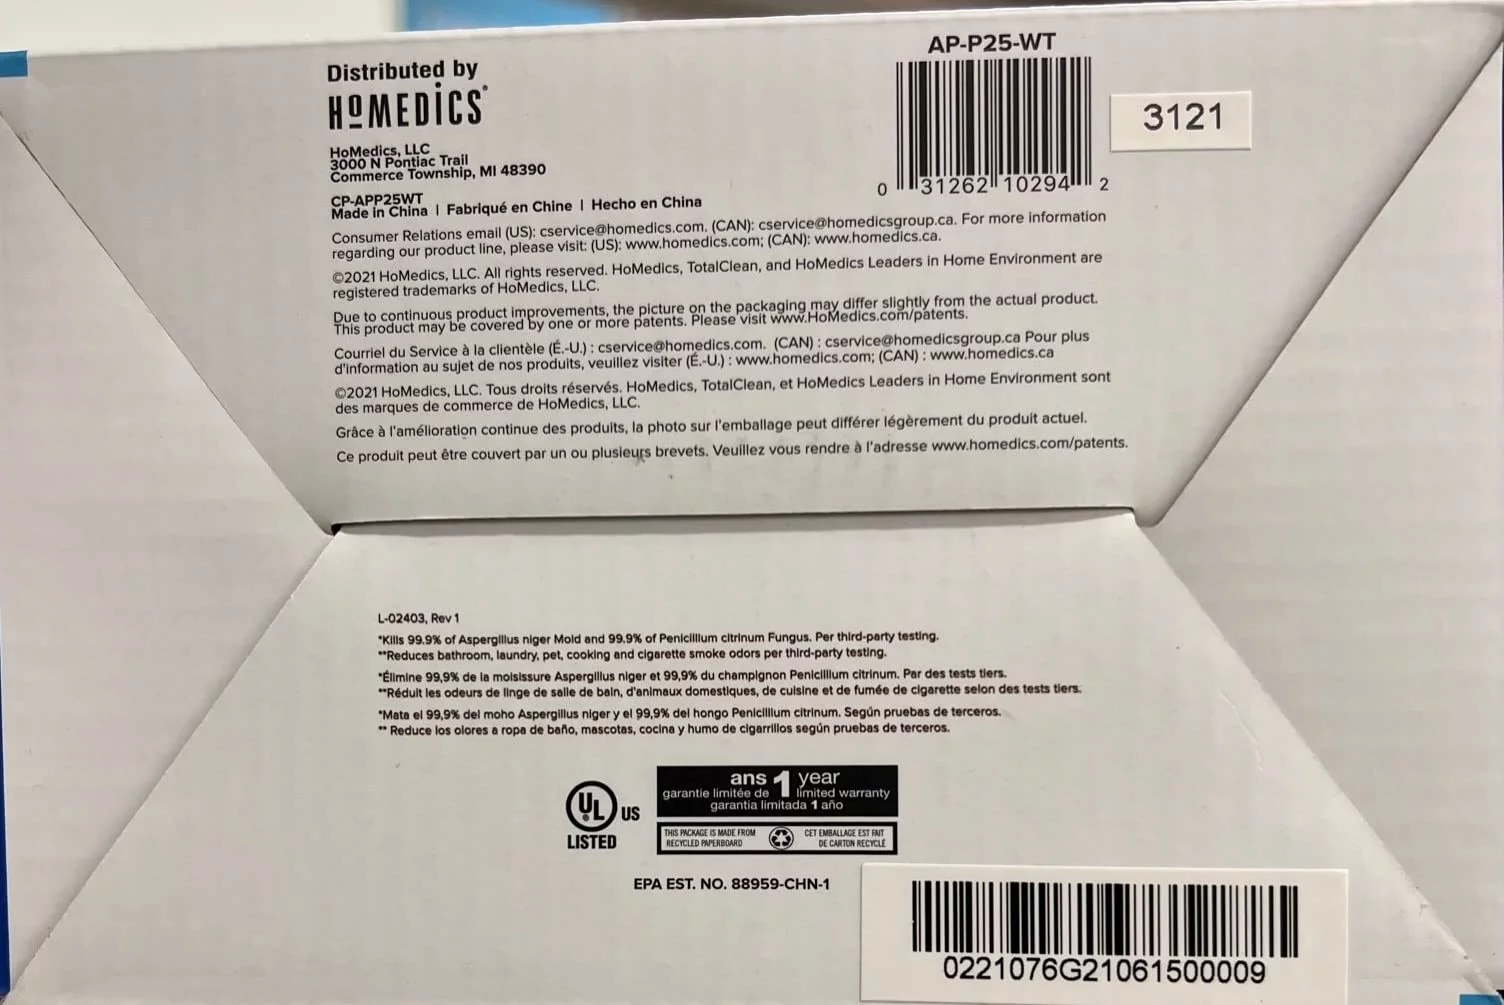 Distributed by
HOMEDICS
HoMedics, LLC
3000 N Pontiac Trail
Commerce Township, MI 48390
CP-APP25WT
Made in China | Fabriqué en Chine | Hecho en China
AP-P25-WT
0 31262 10294 2
3121
Consumer Relations email (US): cservice@homedics.com. (CAN): cservice@homedicsgroup.ca. For more information
regarding our product line, please visit: (US): www.homedics.com; (CAN): www.homedics.ca.
©2021 HoMedics, LLC. All rights reserved. HoMedics, TotalClean, and HoMedics Leaders in Home Environment are
registered trademarks of HoMedics, LLC.
Due to continuous product improvements, the picture on the packaging may differ slightly from the actual product.
This product may be covered by one or more patents. Please visit www.HoMedics.com/patents.
Courriel du Service à la clientèle (É.-U.) : cservice@homedics.com. (CAN) : cservice@homedicsgroup.ca Pour plus
d'information au sujet de nos produits, veuillez visiter (É.-U.) : www.homedics.com; (CAN) : www.homedics.ca
©2021 HoMedics, LLC. Tous droits réservés. HoMedics, TotalClean, et HoMedics Leaders in Home Environment sont
des marques de commerce de HoMedics, LLC.
Grâce à l'amélioration continue des produits, la photo sur l'emballage peut différer légèrement du produit actuel.
Ce produit peut être couvert par un ou plusieurs brevets. Veuillez vous rendre à l'adresse www.homedics.com/patents.
L-02403, Rev 1
*Kills 99.9% of Aspergillus niger Mold and 99.9% of Penicillium citrinum Fungus. Per third-party testing.
**Reduces bathroom, laundry, pet, cooking and cigarette smoke odors per third-party testing.
*Élimine 99,9% de la moisissure Aspergillus niger et 99,9% du champignon Penicillium citrinum. Par des tests tiers.
**Réduit les odeurs de linge de salle de bain, d'animaux domestiques, de cuisine et de fumée de cigarette selon des tests tiers.
*Mata el 99,9% del moho Aspergillus niger y el 99,9% del hongo Penicillium citrinum. Según pruebas de terceros.
** Reduce los olores a ropa de baño, mascotas, cocina y humo de cigarrillos según pruebas de terceros.
UL US
LISTED
ans 1 year
garantie limitée de limited warranty
garantía limitada 1 año
THIS PACKAGE IS MADE FROM
RECYCLED PAPERBOARD
CET EMBALLAGE EST FAIT
DE CARTON RECYCLÉ
EPA EST. NO. 88959-CHN-1
0221076G21061500009